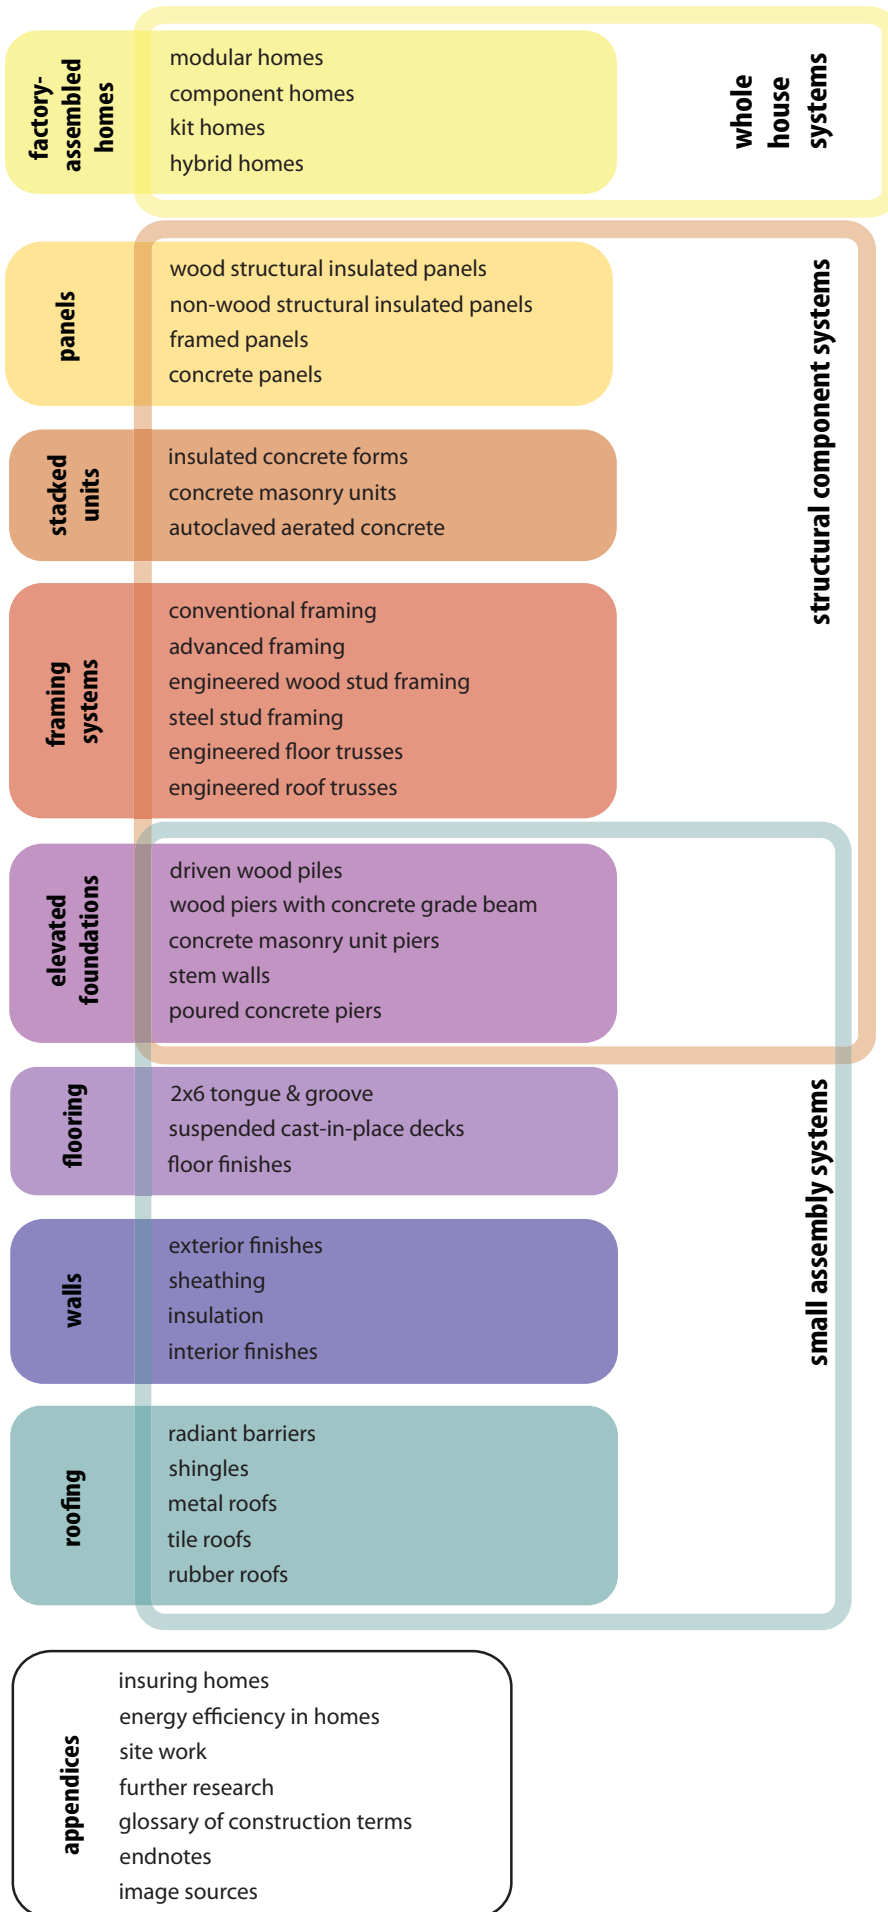 factory-
assembled
homes
modular homes
component homes
kit homes
hybrid homes
whole
house
systems
panels
wood structural insulated panels
non-wood structural insulated panels
framed panels
concrete panels
structural component systems
stacked
units
insulated concrete forms
concrete masonry units
autoclaved aerated concrete
framing
systems
conventional framing
advanced framing
engineered wood stud framing
steel stud framing
engineered floor trusses
engineered roof trusses
elevated
foundations
driven wood piles
wood piers with concrete grade beam
concrete masonry unit piers
stem walls
poured concrete piers
flooring
2x6 tongue & groove
suspended cast-in-place decks
floor finishes
small assembly systems
walls
exterior finishes
sheathing
insulation
interior finishes
roofing
radiant barriers
shingles
metal roofs
tile roofs
rubber roofs
appendices
insuring homes
energy efficiency in homes
site work
further research
glossary of construction terms
endnotes
image sources